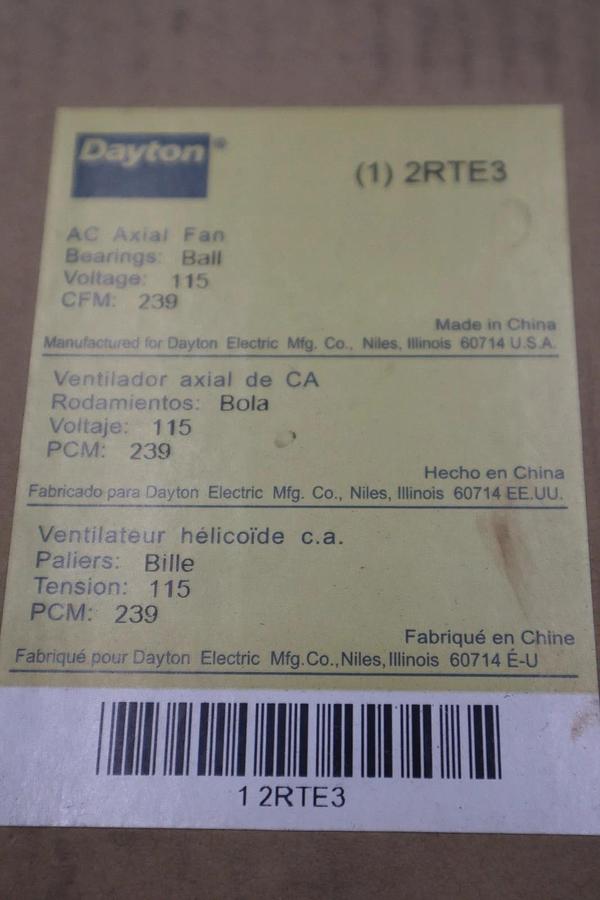 Dayton®
(1) 2RTE3
AC Axial Fan
Bearings: Ball
Voltage: 115
CFM: 239
Made in China
Manufactured for Dayton Electric Mfg. Co., Niles, Illinois 60714 U.S.A.
Ventilador axial de CA
Rodamientos: Bola
Voltaje: 115
PCM: 239
Hecho en China
Fabricado para Dayton Electric Mfg. Co., Niles, Illinois 60714 EE.UU.
Ventilateur hélicoïde c.a.
Paliers: Bille
Tension: 115
PCM: 239
Fabriqué en Chine
Fabriqué pour Dayton Electric Mfg.Co.,Niles,Illinois 60714 É-U
1 2RTE3